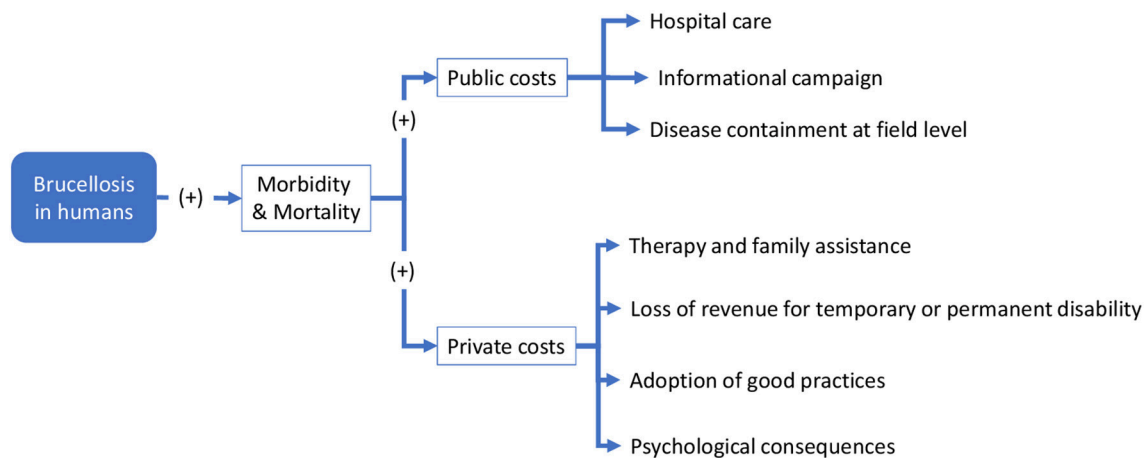 Hospital care
Public costs
Informational campaign
(+)
Disease containment at field level
Brucellosis
in humans
(+)
Morbidity
& Mortality
Therapy and family assistance
(+)
Loss of revenue for temporary or permanent disability
Private costs
Adoption of good practices
Psychological consequences